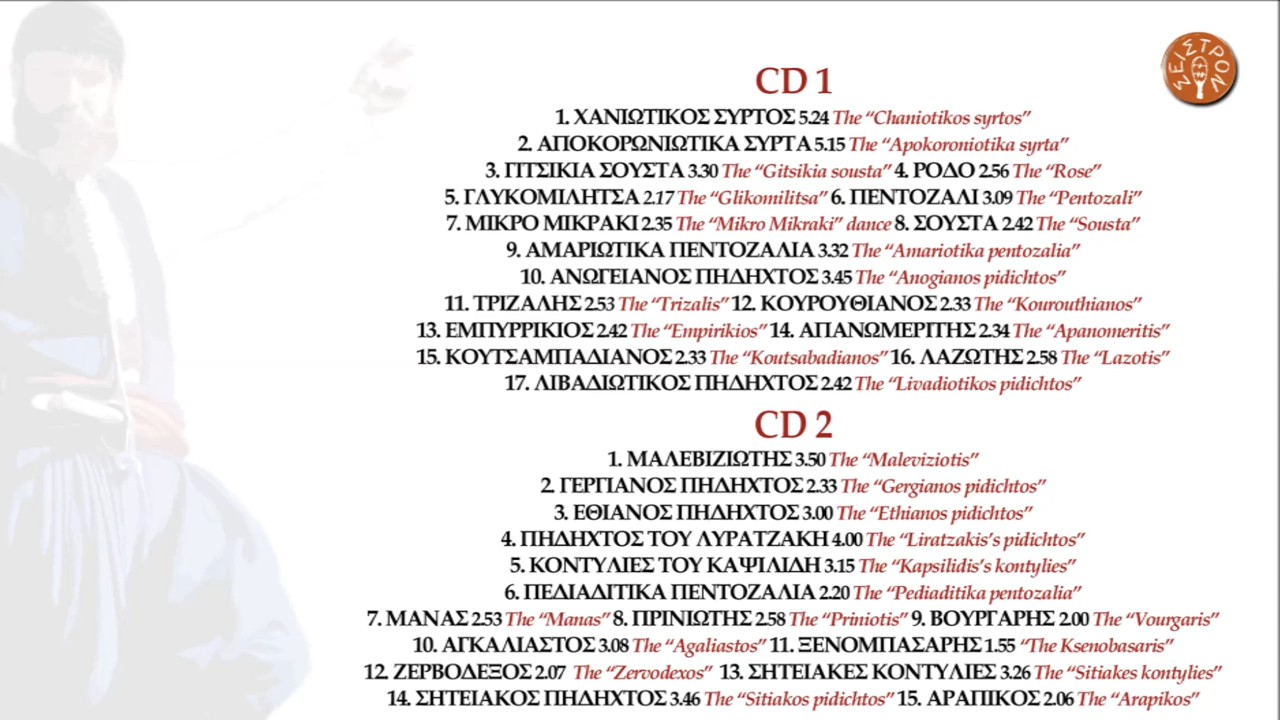 ΣΕΙΣΤΡΟΝ
CD 1
1. ΧΑΝΙΩΤΙΚΟΣ ΣΥΡΤΟΣ 5.24 The “Chaniotikos syrtos”
2. ΑΠΟΚΟΡΩΝΙΩΤΙΚΑ ΣΥΡΤΑ 5.15 The “Apokoroniotika syrta”
3. ΓΙΤΣΙΚΙΑ ΣΟΥΣΤΑ 3.30 The “Gitsikia sousta” 4. ΡΟΔΟ 2.56 The “Rose”
5. ΓΛΥΚΟΜΙΛΗΤΣΑ 2.17 The “Glikomilitsa” 6. ΠΕΝΤΟΖΑΛΙ 3.09 The “Pentozali”
7. ΜΙΚΡΟ ΜΙΚΡΑΚΙ 2.35 The “Mikro Mikraki” dance 8. ΣΟΥΣΤΑ 2.42 The “Sousta”
9. ΑΜΑΡΙΩΤΙΚΑ ΠΕΝΤΟΖΑΛΙΑ 3.32 The “Amariotika pentozalia”
10. ΑΝΩΓΕΙΑΝΟΣ ΠΗΔΗΧΤΟΣ 3.45 The “Anogianos pidichtos”
11. ΤΡΙΖΑΛΗΣ 2.53 The “Trizalis” 12. ΚΟΥΡΟΥΘΙΑΝΟΣ 2.33 The “Kourouthianos”
13. ΕΜΠΥΡΡΙΚΙΟΣ 2.42 The “Empirikios” 14. ΑΠΑΝΩΜΕΡΙΤΗΣ 2.34 The “Apanomeritis”
15. ΚΟΥΤΣΑΜΠΑΔΙΑΝΟΣ 2.33 The “Koutsabadianos” 16. ΛΑΖΩΤΗΣ 2.58 The “Lazotis”
17. ΛΙΒΑΔΙΩΤΙΚΟΣ ΠΗΔΗΧΤΟΣ 2.42 The “Livadiotikos pidichtos”
CD 2
1. ΜΑΛΕΒΙΖΙΩΤΗΣ 3.50 The “Maleviziotis”
2. ΓΕΡΓΙΑΝΟΣ ΠΗΔΗΧΤΟΣ 2.33 The “Gergianos pidichtos”
3. ΕΘΙΑΝΟΣ ΠΗΔΗΧΤΟΣ 3.00 The “Ethianos pidichtos”
4. ΠΗΔΗΧΤΟΣ ΤΟΥ ΛΥΡΑΤΖΑΚΗ 4.00 The “Liratzakis’s pidichtos”
5. ΚΟΝΤΥΛΙΕΣ ΤΟΥ ΚΑΨΙΛΙΔΗ 3.15 The “Kapsilidis’s kontylies”
6. ΠΕΔΙΑΔΙΤΙΚΑ ΠΕΝΤΟΖΑΛΙΑ 2.20 The “Pediaditika pentozalia”
7. ΜΑΝΑΣ 2.53 The “Manas” 8. ΠΡΙΝΙΩΤΗΣ 2.58 The “Priniotis” 9. ΒΟΥΡΓΑΡΗΣ 2.00 The “Vourgaris”
10. ΑΓΚΑΛΙΑΣΤΟΣ 3.08 The “Agaliastos” 11. ΞΕΝΟΜΠΑΣΑΡΗΣ 1.55 “The Ksenobasaris”
12. ΖΕΡΒΟΔΕΞΟΣ 2.07 The “Zervodexos” 13. ΣΗΤΕΙΑΚΕΣ ΚΟΝΤΥΛΙΕΣ 3.26 The “Sitiakes kontylies”
14. ΣΗΤΕΙΑΚΟΣ ΠΗΔΗΧΤΟΣ 3.46 The “Sitiakos pidichtos” 15. ΑΡΑΠΙΚΟΣ 2.06 The “Arapikos”